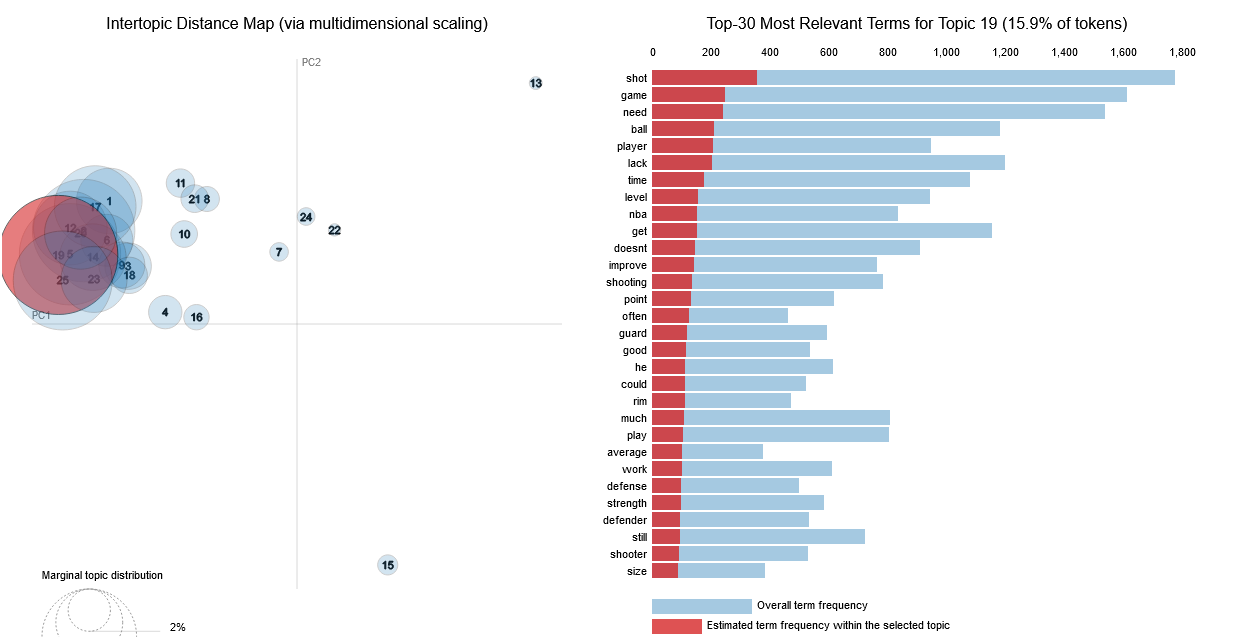 Intertopic Distance Map (via multidimensional scaling)
PC2
13
11
21 8
1
17
10
24
22
7
12
20
6
19 5
14
9 3
18
25
23
4
16
PC1
15
Marginal topic distribution
2%
Top-30 Most Relevant Terms for Topic 19 (15.9% of tokens)
0 200 400 600 800 1,000 1,200 1,400 1,600 1,800
shot
game
need
ball
player
lack
time
level
nba
get
doesnt
improve
shooting
point
often
guard
good
he
could
rim
much
play
average
work
defense
strength
defender
still
shooter
size
Overall term frequency
Estimated term frequency within the selected topic